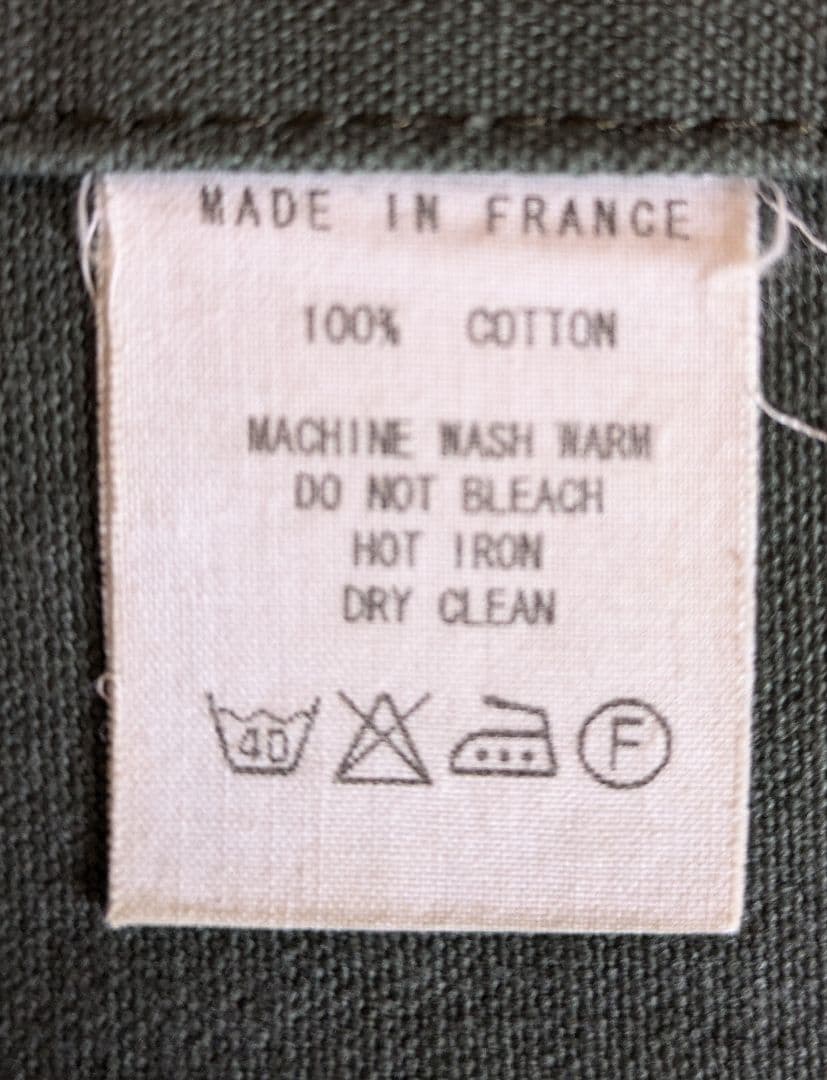 MADE IN FRANCE
100% COTTON
MACHINE WASH WARM
DO NOT BLEACH
HOT IRON
DRY CLEAN
40 F